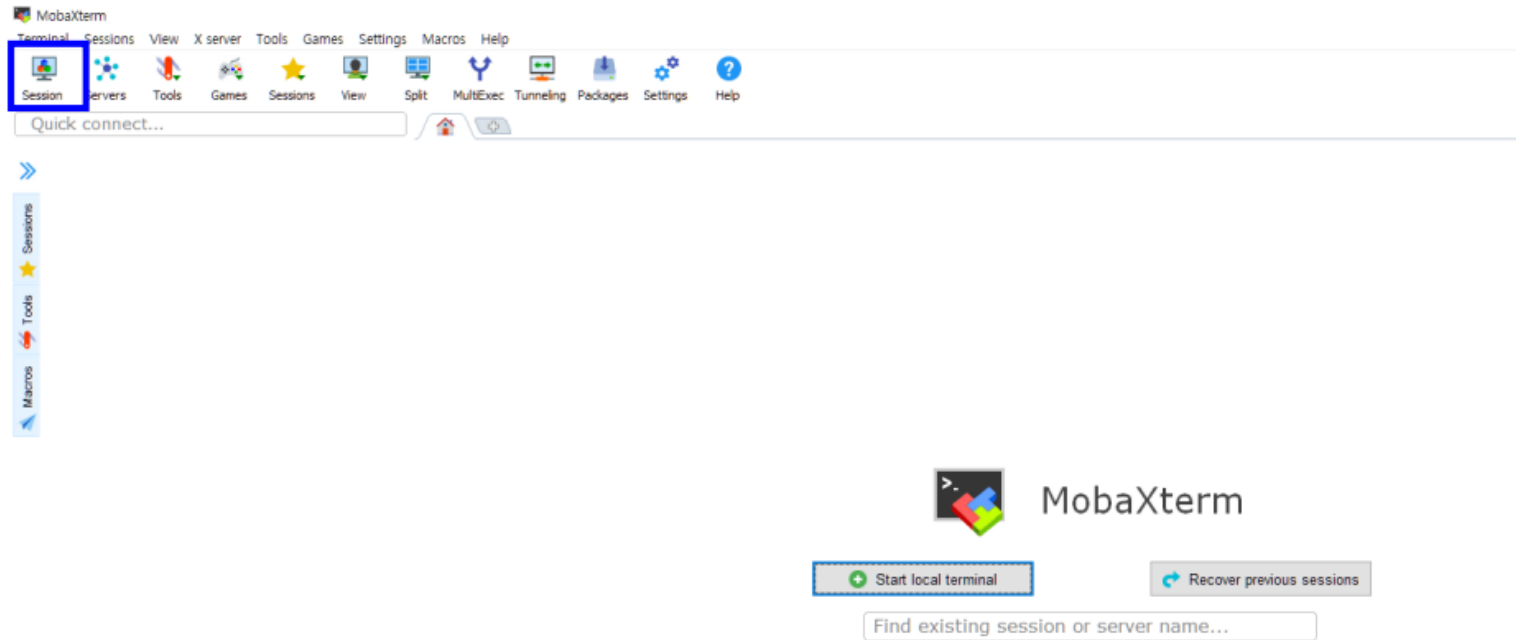 MobaXterm
Terminal Sessions View X server Tools Games Settings Macros Help
Session Servers Tools Games Sessions View Split MultiExec Tunneling Packages Settings Help
Quick connect...
Sessions
Tools
Macros
>_
MobaXterm
Start local terminal Recover previous sessions
Find existing session or server name...